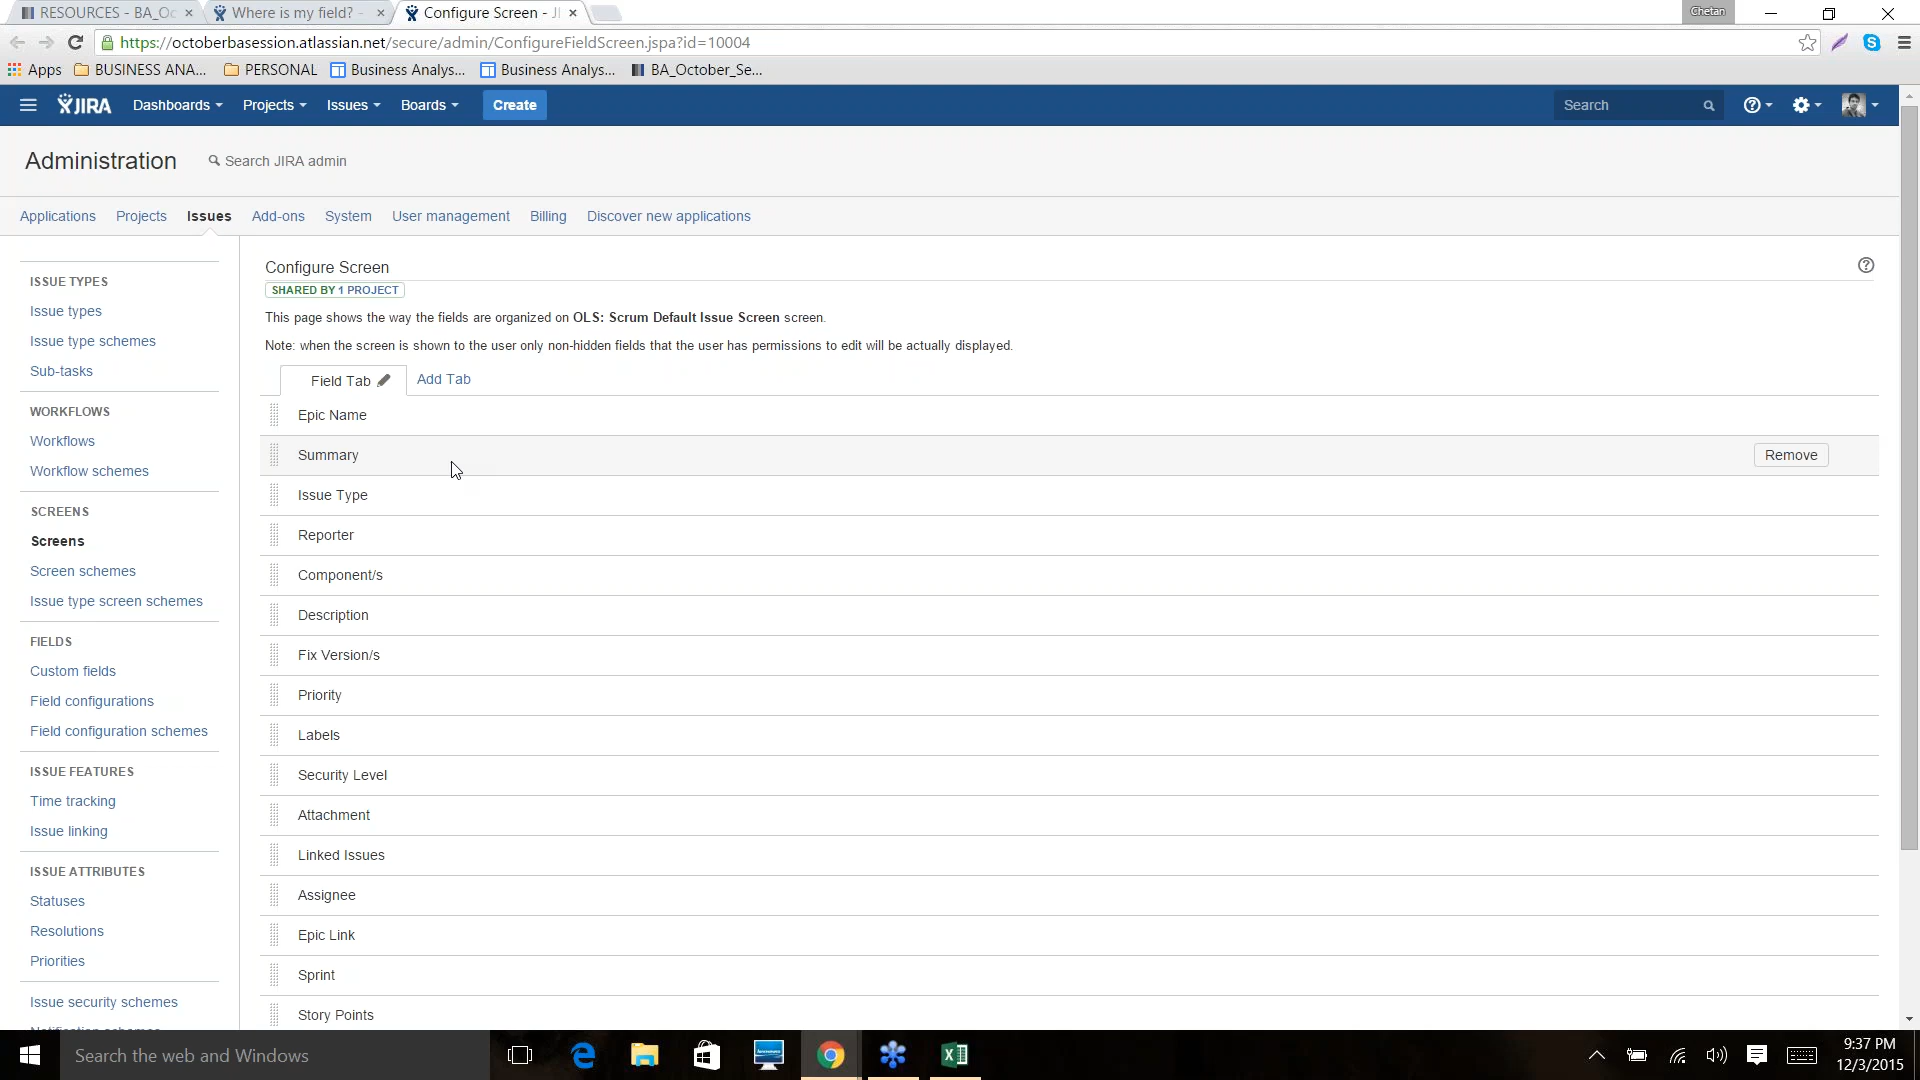 RESOURCES - BA_Oc
Where is my field? -
Configure Screen - JI
Chetan
https://octoberbasession.atlassian.net/secure/admin/ConfigureFieldScreen.jspa?id=10004
Apps
BUSINESS ANA...
PERSONAL
Business Analys...
Business Analys...
BA_October_Se...
JIRA
Dashboards
Projects
Issues
Boards
Create
Search
Administration
Search JIRA admin
Applications
Projects
Issues
Add-ons
System
User management
Billing
Discover new applications
ISSUE TYPES
Issue types
Issue type schemes
Sub-tasks
WORKFLOWS
Workflows
Workflow schemes
SCREENS
Screens
Screen schemes
Issue type screen schemes
FIELDS
Custom fields
Field configurations
Field configuration schemes
ISSUE FEATURES
Time tracking
Issue linking
ISSUE ATTRIBUTES
Statuses
Resolutions
Priorities
Issue security schemes
Notification schemes
Configure Screen
SHARED BY 1 PROJECT
This page shows the way the fields are organized on OLS: Scrum Default Issue Screen screen.
Note: when the screen is shown to the user only non-hidden fields that the user has permissions to edit will be actually displayed.
Field Tab
Add Tab
Epic Name
Summary
Remove
Issue Type
Reporter
Component/s
Description
Fix Version/s
Priority
Labels
Security Level
Attachment
Linked Issues
Assignee
Epic Link
Sprint
Story Points
Search the web and Windows
9:37 PM
12/3/2015